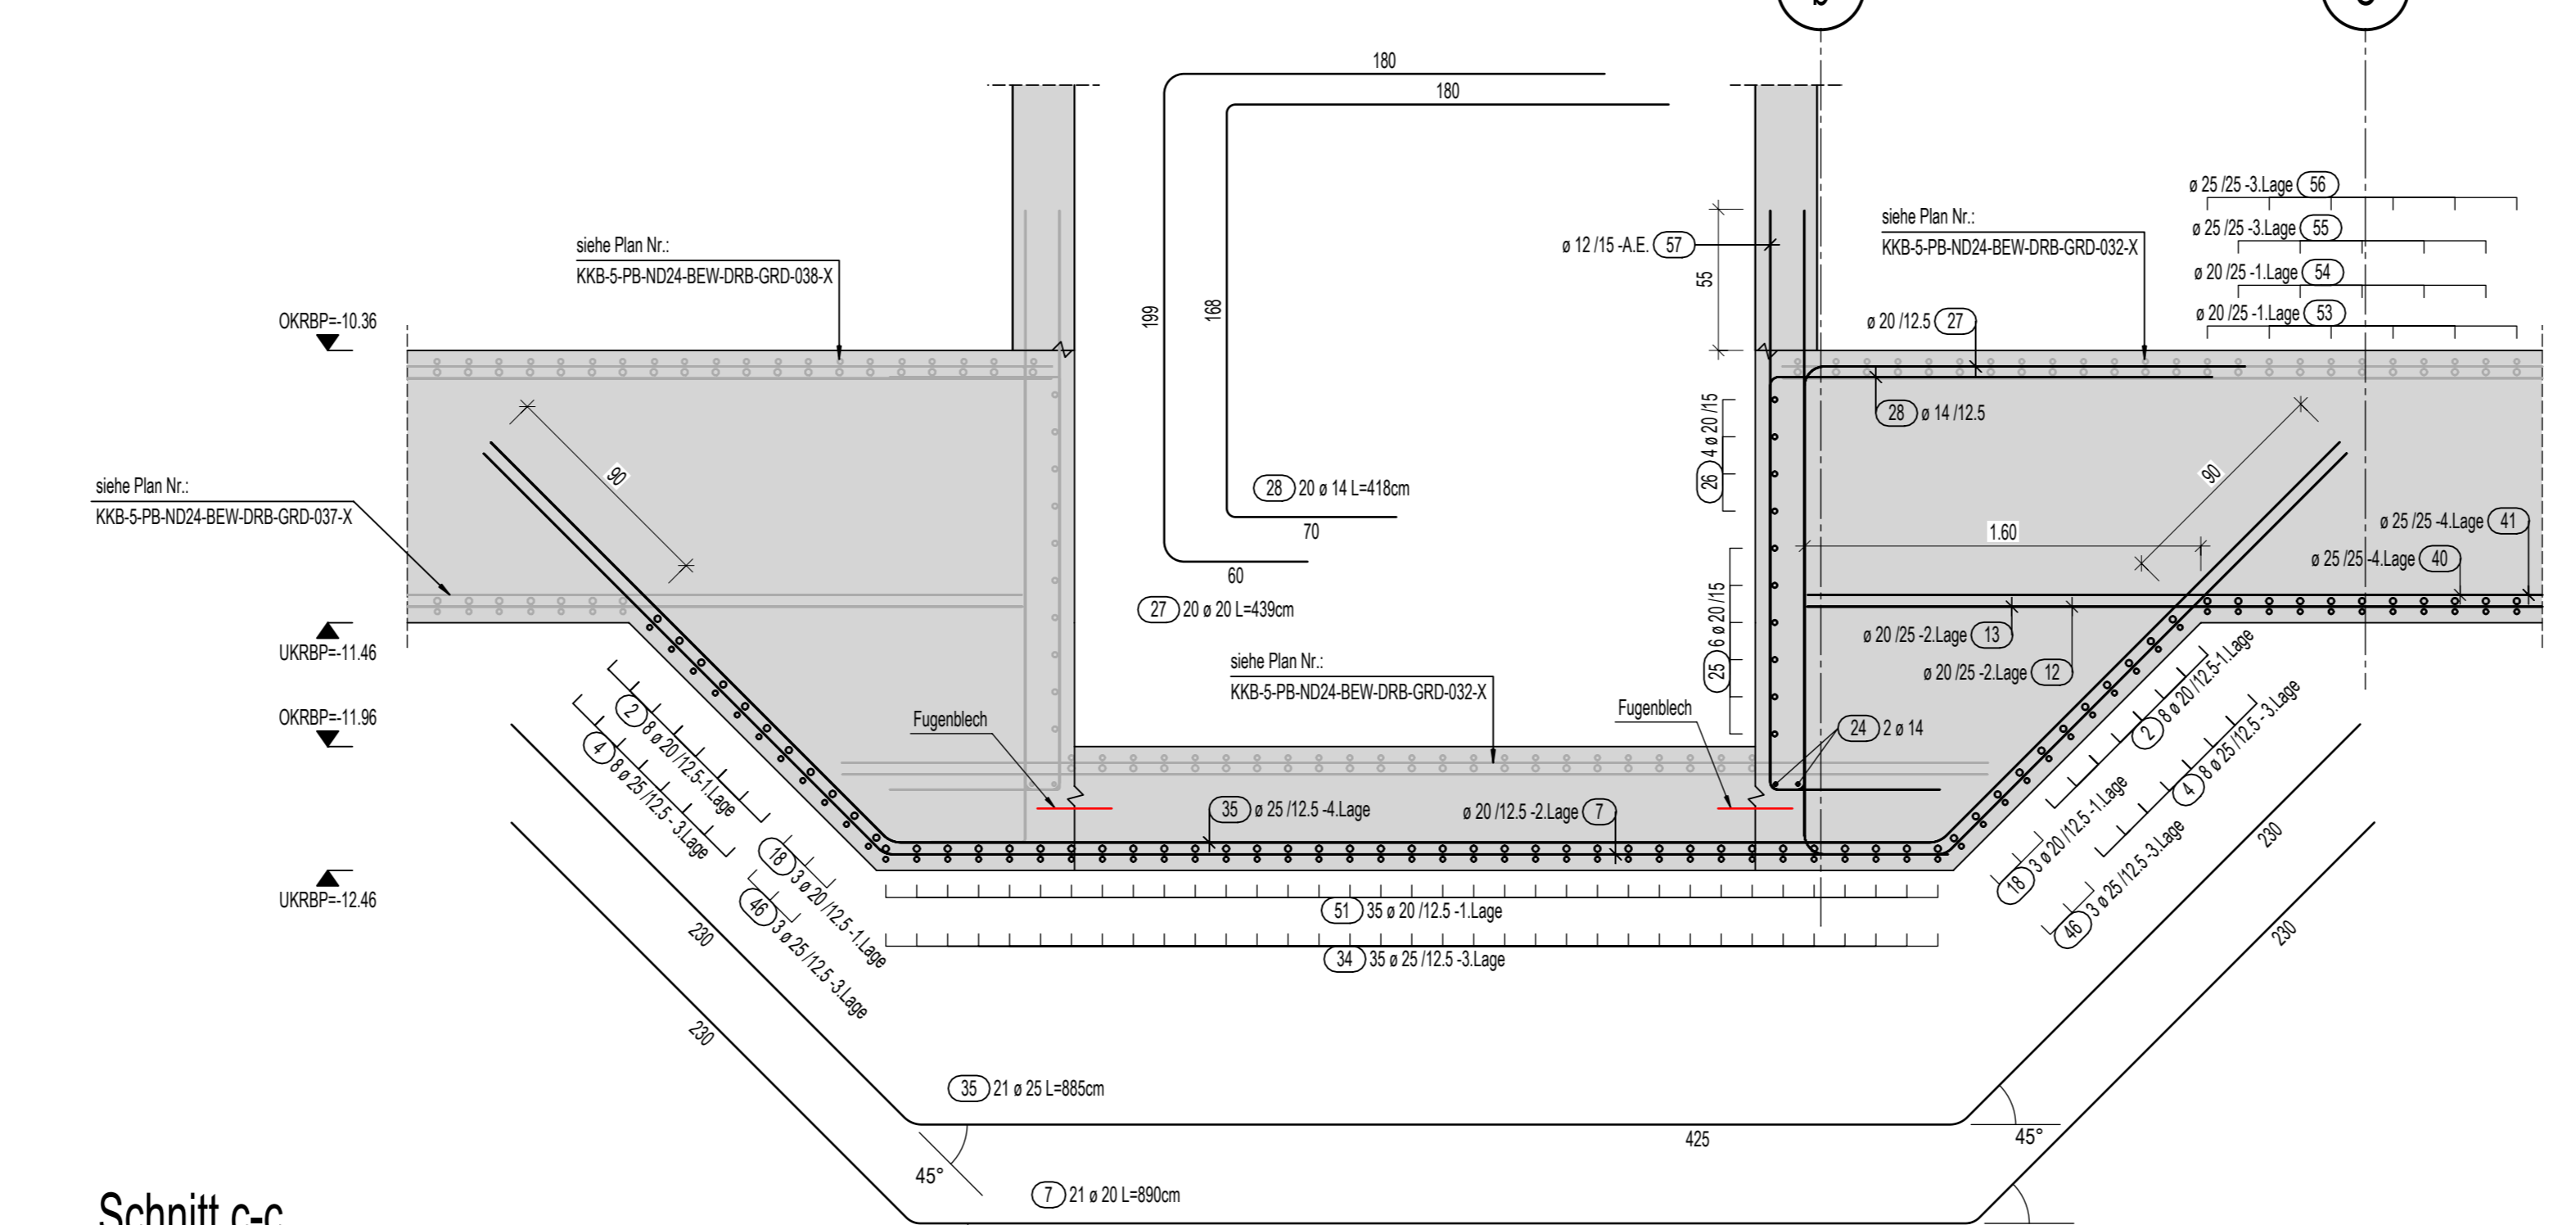 180
180
ø 25 /25 -3.Lage 56
siehe Plan Nr.:
KKB-5-PB-ND24-BEW-DRB-GRD-032-X
ø 25 /25 -3.Lage 55
siehe Plan Nr.:
KKB-5-PB-ND24-BEW-DRB-GRD-038-X
ø 12 /15 -A.E. 57
55
ø 20 /25 -1.Lage 54
199
168
OKRBP=-10.36
ø 20 /12.5 27
ø 20 /25 -1.Lage 53
28 ø 14 /12.5
26 4 ø 20 /15
90
90
siehe Plan Nr.:
KKB-5-PB-ND24-BEW-DRB-GRD-037-X
28 20 ø 14 L=418cm
70
1.60
ø 25 /25 -4.Lage 41
ø 25 /25 -4.Lage 40
60
27 20 ø 20 L=439cm
25 6 ø 20 /15
ø 20 /25 -2.Lage 13
UKRBP=-11.46
siehe Plan Nr.:
KKB-5-PB-ND24-BEW-DRB-GRD-032-X
ø 20 /25 -2.Lage 12
OKRBP=-11.96
Fugenblech
Fugenblech
24 2 ø 14
2 8 ø 20 /12.5-1.Lage
4 8 ø 25 /12.5 - 3.Lage
2 8 ø 20 /12.5-1.Lage
4 8 ø 25 /12.5 - 3.Lage
35 ø 25 /12.5 -4.Lage
ø 20 /12.5 -2.Lage 7
18 3 ø 20 /12.5 -1.Lage
46 3 ø 25 /12.5 -3.Lage
18 3 ø 20 /12.5 -1.Lage
46 3 ø 25 /12.5 -3.Lage
UKRBP=-12.46
51 35 ø 20 /12.5 -1.Lage
34 35 ø 25 /12.5 -3.Lage
230
230
230
230
35 21 ø 25 L=885cm
425
45°
45°
7 21 ø 20 L=890cm
Schnitt c-c